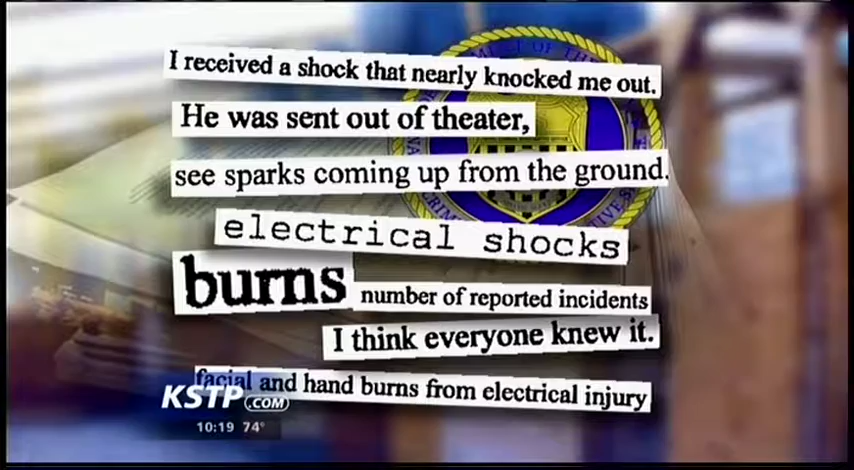 I received a shock that nearly knocked me out.
He was sent out of theater,
see sparks coming up from the ground.
electrical shocks
burns number of reported incidents
I think everyone knew it.
facial and hand burns from electrical injury
KSTP.COM
10:19 74°